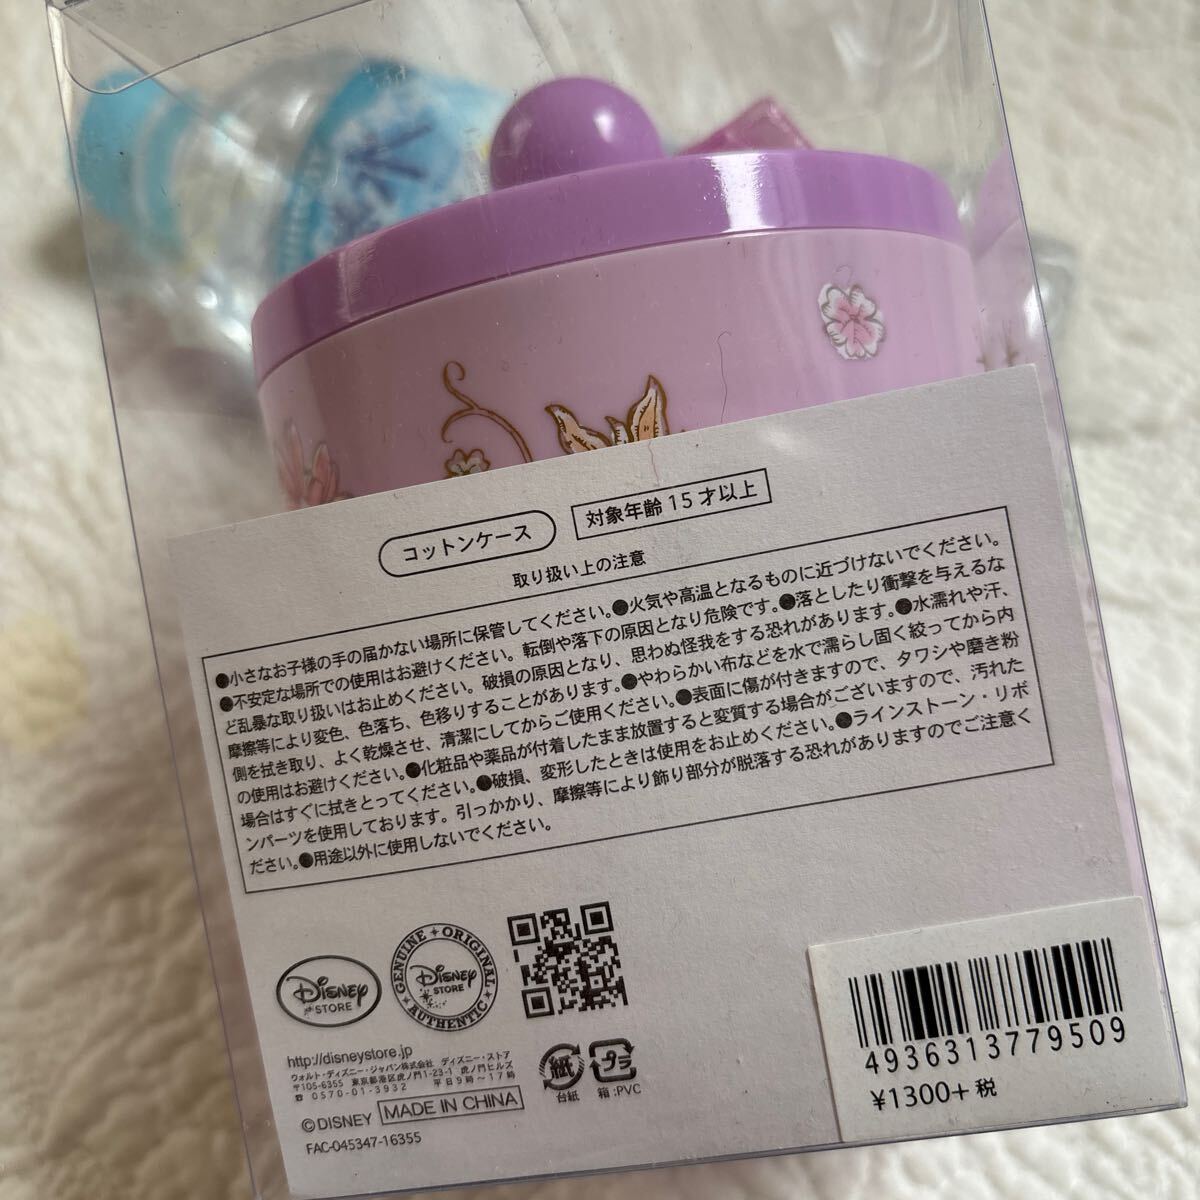 コットンケース
対象年齢15才以上
取り扱い上の注意
●小さなお子様の手の届かない場所に保管してください。●火気や高温となるものに近づけないでください。
●不安定な場所での使用はお避けください。転倒や落下の原因となり危険です。●落としたり衝撃を与えるな
ど乱暴な取り扱いはお止めください。破損の原因となり、思わぬ怪我をする恐れがあります。●水濡れや汗、
摩擦等により変色、色落ち、色移りすることがあります。●やわらかい布などを水で濡らし固く絞ってから内
側を拭き取り、よく乾燥させ、清潔にしてからご使用ください。●表面に傷が付きますので、タワシや磨き粉
の使用はお避けください。●化粧品や薬品が付着したまま放置すると変質する場合がございますので、汚れた
場合はすぐに拭きとってください。●破損、変形したときは使用をお止めください。●ラインストーン・リボ
ンパーツを使用しております。引っかかり、摩擦等により飾り部分が脱落する恐れがありますのでご注意く
ださい。●用途以外に使用しないでください。
Disney
STORE
GENUINE ORIGINAL
Disney
STORE
AUTHENTIC
http://disneystore.jp
ウォルト・ディズニー・ジャパン株式会社 ディズニー・ストア
〒105-6355 東京都港区虎ノ門1-23-1 虎ノ門ヒルズ
☎ 0570-01-3932 平日9時〜17時
©DISNEY MADE IN CHINA
FAC-045347-16355
紙
台紙
プラ
箱:PVC
4936313779509
¥1300+税